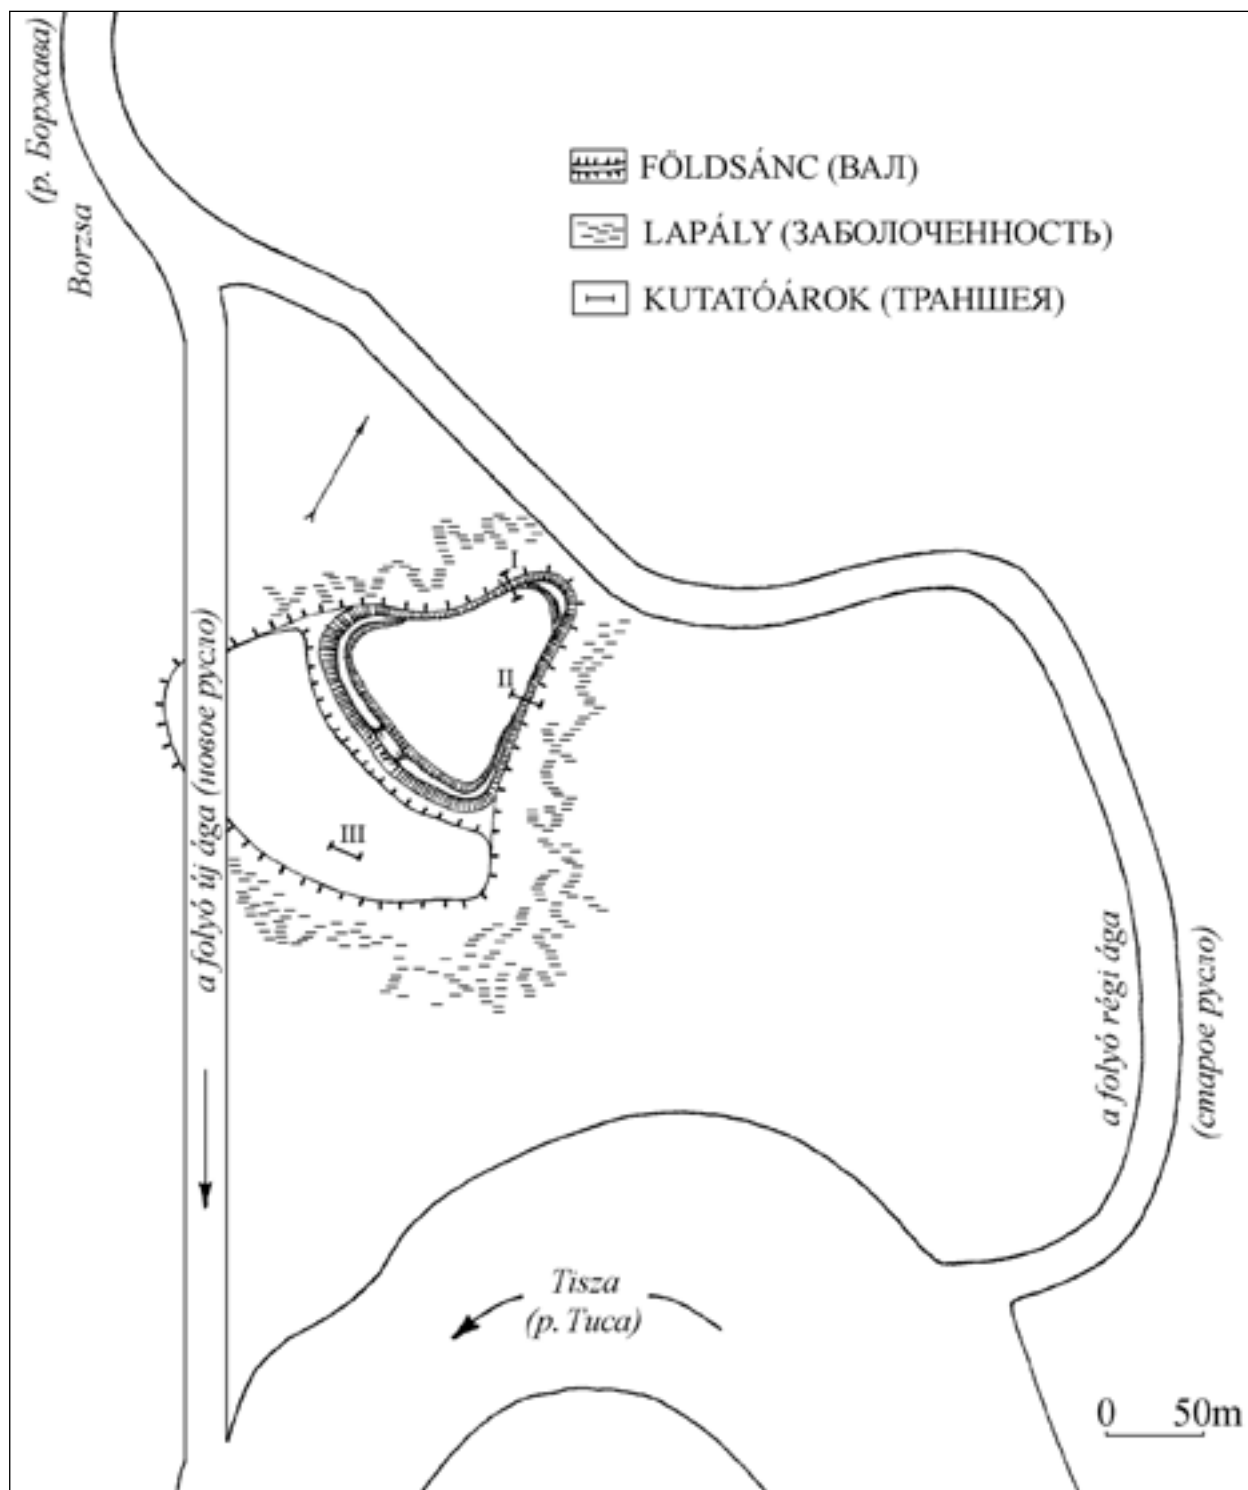 (р. Боржава)
Borzsa
FÖLDSÁNC (ВАЛ)
LAPÁLY (ЗАБОЛОЧЕННОСТЬ)
KUTATÓÁROK (ТРАНШЕЯ)
I
II
III
a folyó új ága (новое русло)
a folyó régi ága
(старое русло)
Tisza
(р. Тиса)
0 50m